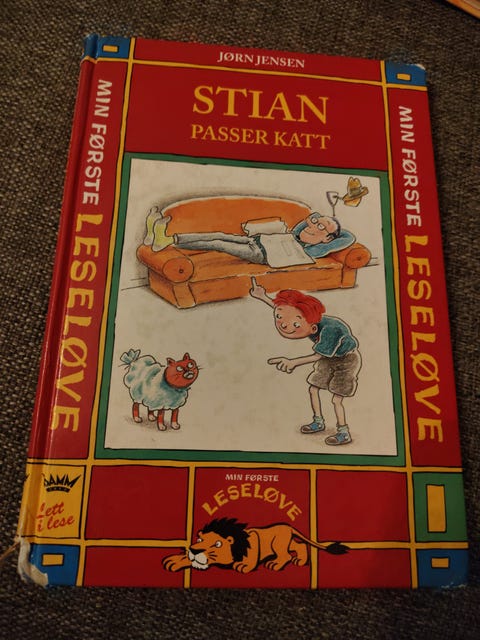 JØRN JENSEN
STIAN
PASSER KATT
MIN FØRSTE LESELØVE
MIN FØRSTE LESELØVE
DAMM
Lett
i lese
MIN FØRSTE
LESELØVE